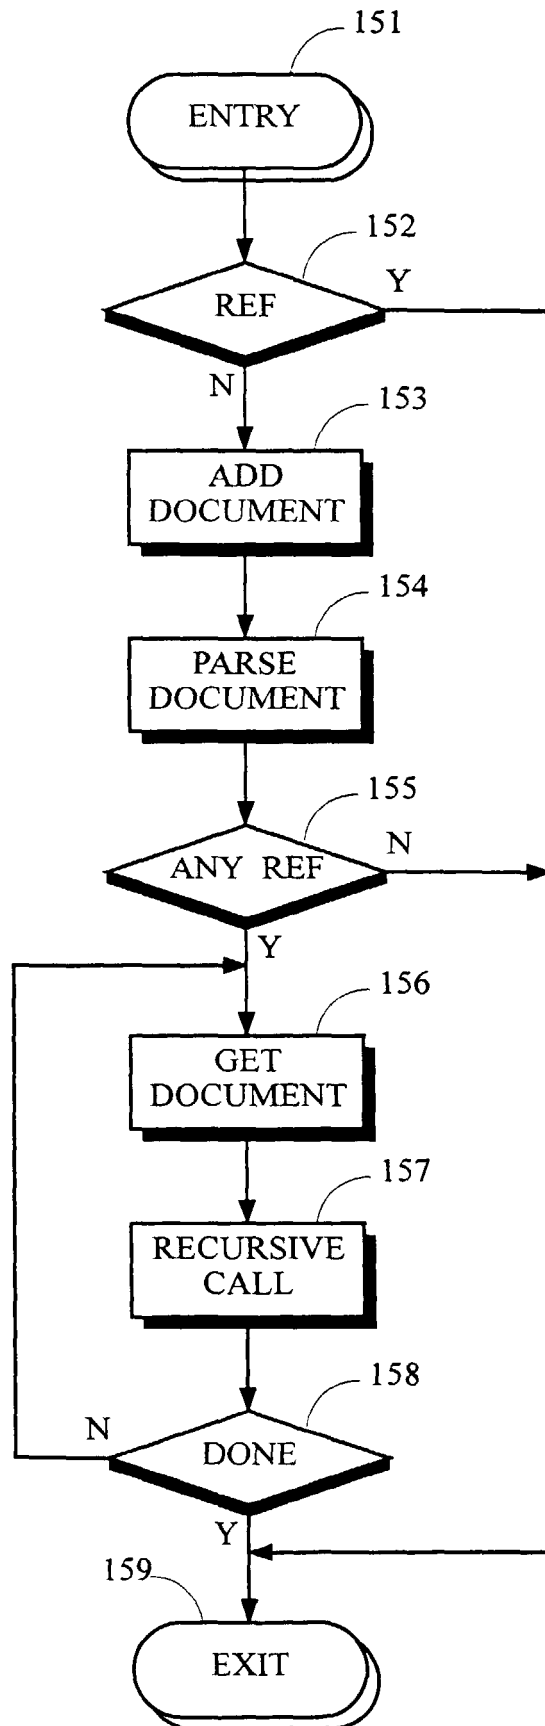 151
ENTRY
152
REF
Y
N
153
ADD
DOCUMENT
154
PARSE
DOCUMENT
155
ANY REF
N
Y
156
GET
DOCUMENT
157
RECURSIVE
CALL
158
N
DONE
Y
159
EXIT